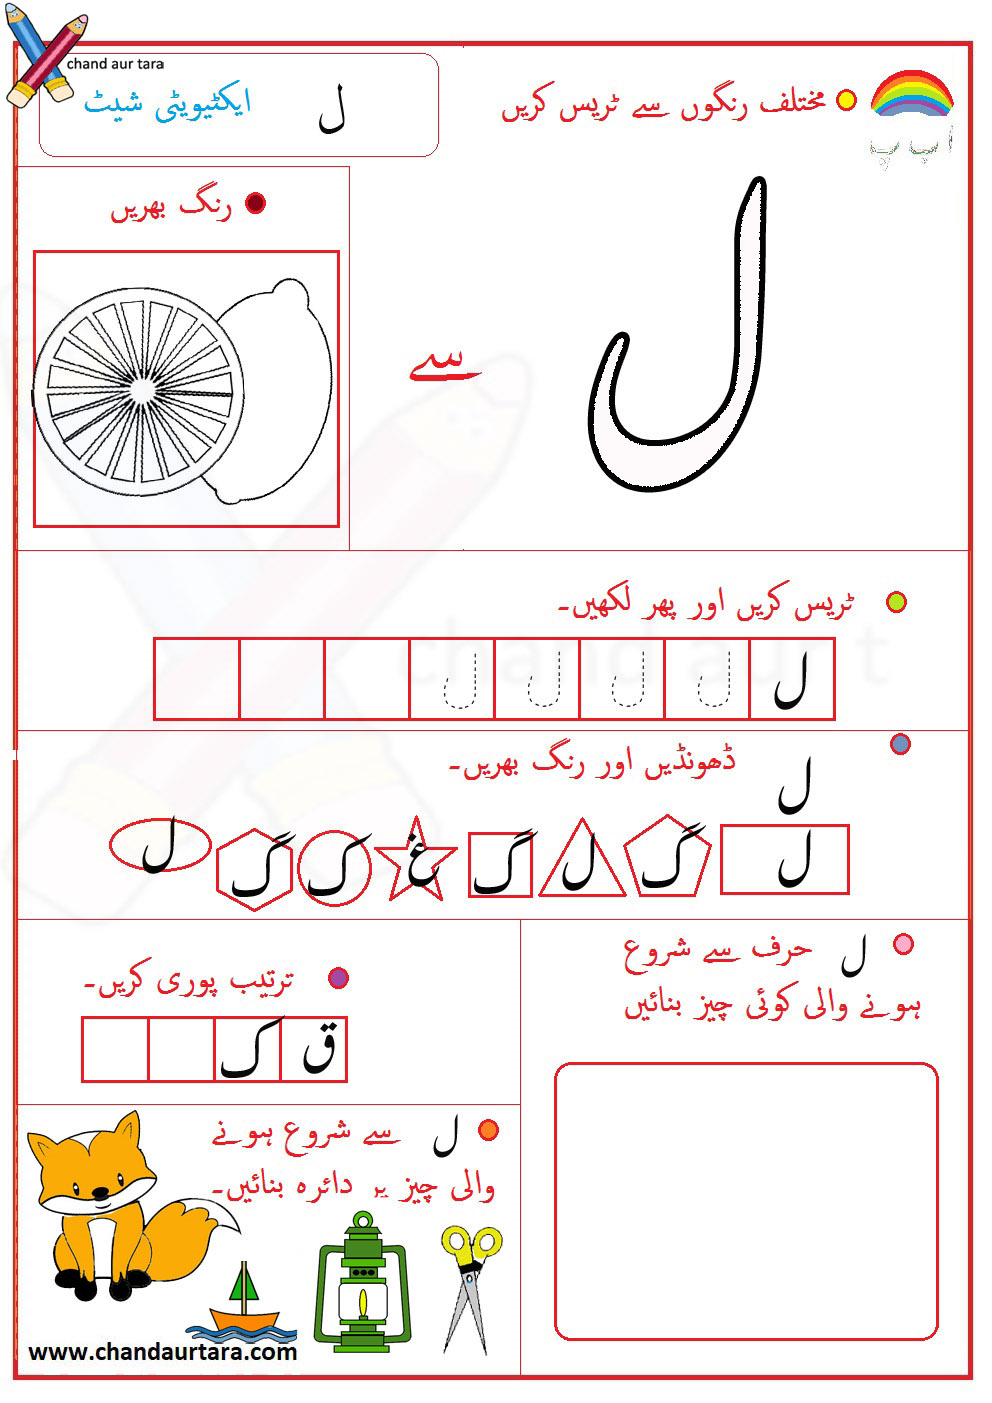 chand aur tara
ل ایکٹیویٹی شیٹ
مختلف رنگوں سے ٹریس کریں
ا پ پ
رنگ بھریں
ل
سے
ٹریس کریں اور پھر لکھیں۔
ل ل ل ل ل
chand aur t
ڈھونڈیں اور رنگ بھریں۔
ل
ل گ ل گ غ ک گ ل
ل حرف سے شروع
ہونے والی کوئی چیز بنائیں
ترتیب پوری کریں۔
ق ک
ل سے شروع ہونے
والی چیز پر دائرہ بنائیں۔
www.chandaurtara.com